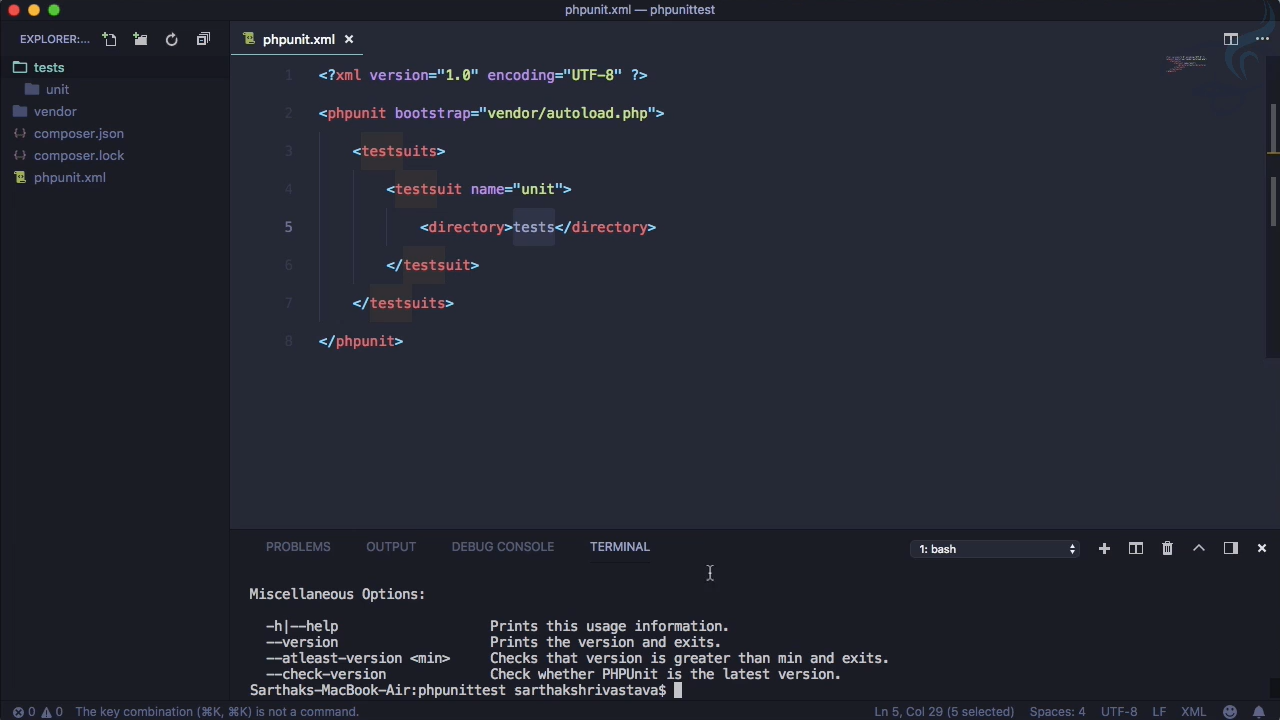 phpunit.xml — phpunittest
EXPLORER:...
phpunit.xml
tests
unit
vendor
composer.json
composer.lock
phpunit.xml
1 <?xml version="1.0" encoding="UTF-8" ?>
2 <phpunit bootstrap="vendor/autoload.php">
3 <testsuits>
4 <testsuit name="unit">
5 <directory>tests</directory>
6 </testsuit>
7 </testsuits>
8 </phpunit>
PROBLEMS OUTPUT DEBUG CONSOLE TERMINAL 1: bash
Miscellaneous Options:
-h|--help Prints this usage information.
--version Prints the version and exits.
--atleast-version <min> Checks that version is greater than min and exits.
--check-version Check whether PHPUnit is the latest version.
Sarthaks-MacBook-Air:phpunittest sarthakshrivastava$
0 0 The key combination (⌘K, ⌘K) is not a command. Ln 5, Col 29 (5 selected) Spaces: 4 UTF-8 LF XML